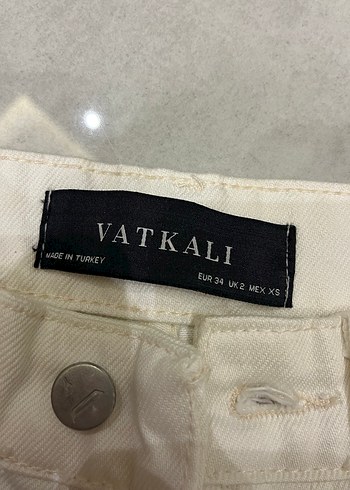 VATKALI
MADE IN TURKEY
EUR 34 UK 2 MEX XS